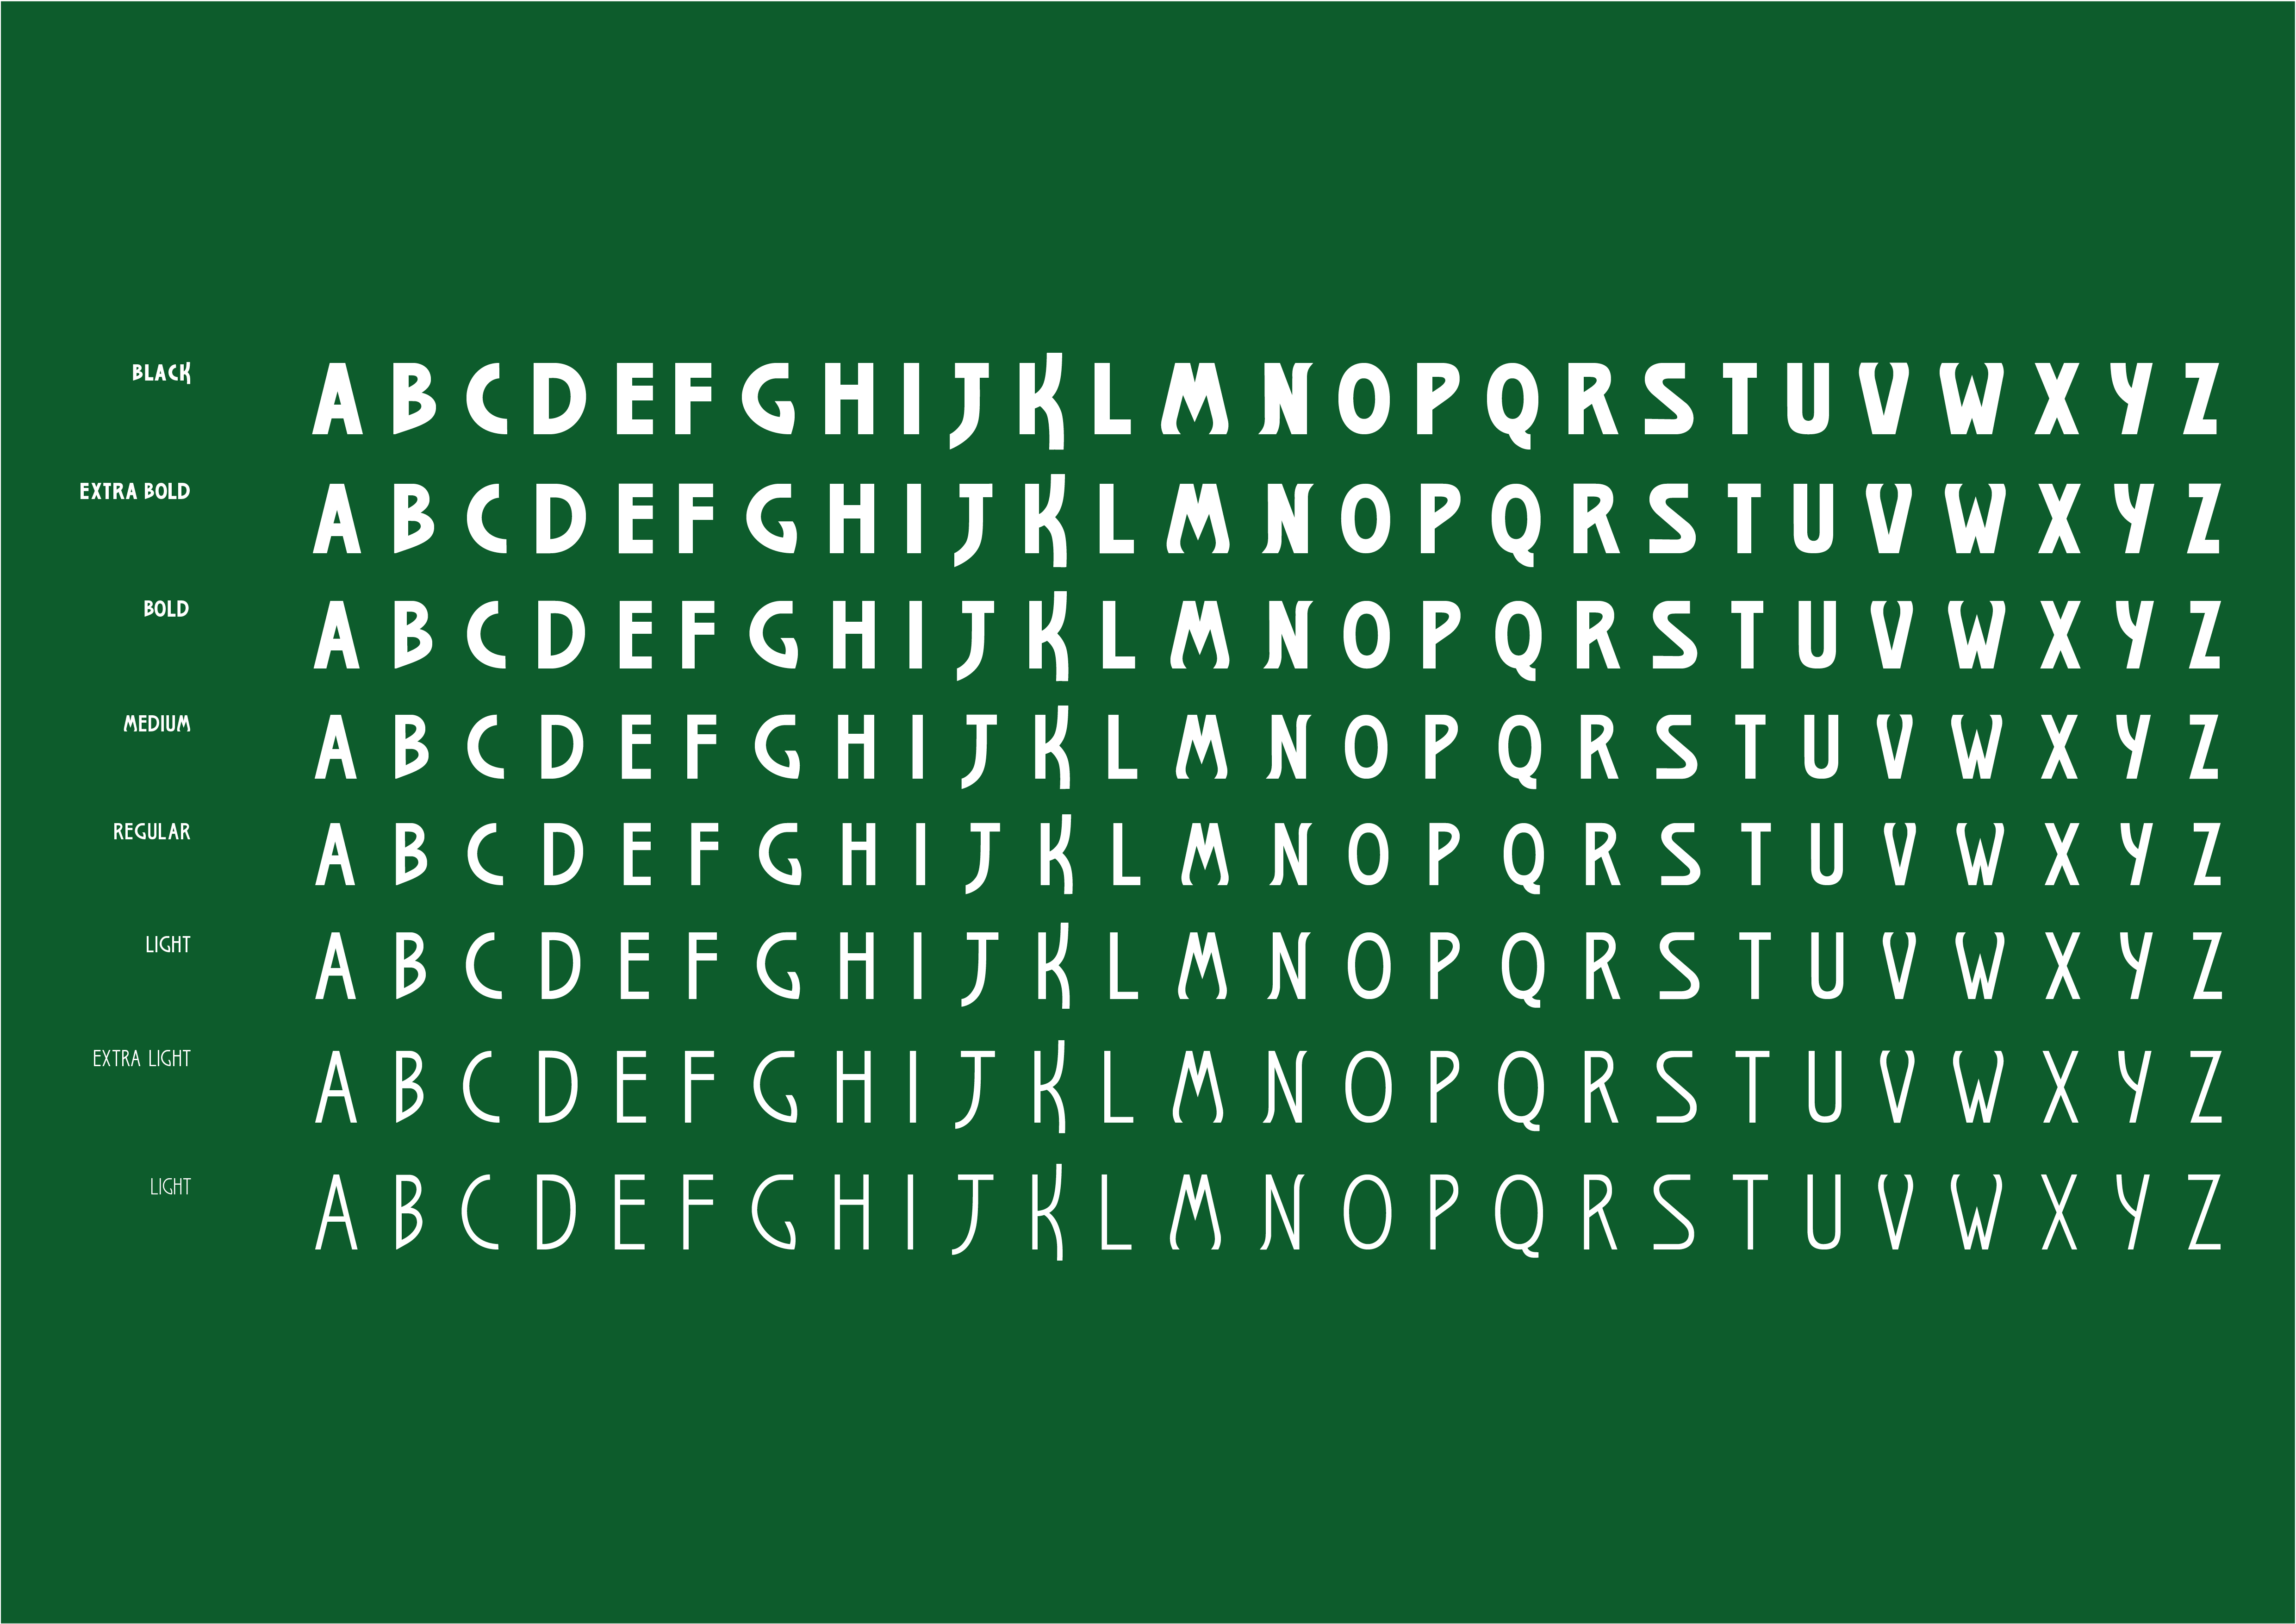 BLACK A B C D E F G H I J K L M N O P Q R S T U V W X Y Z
EXTRA BOLD A B C D E F G H I J K L M N O P Q R S T U V W X Y Z
BOLD A B C D E F G H I J K L M N O P Q R S T U V W X Y Z
MEDIUM A B C D E F G H I J K L M N O P Q R S T U V W X Y Z
REGULAR A B C D E F G H I J K L M N O P Q R S T U V W X Y Z
LIGHT A B C D E F G H I J K L M N O P Q R S T U V W X Y Z
EXTRA LIGHT A B C D E F G H I J K L M N O P Q R S T U V W X Y Z
LIGHT A B C D E F G H I J K L M N O P Q R S T U V W X Y Z